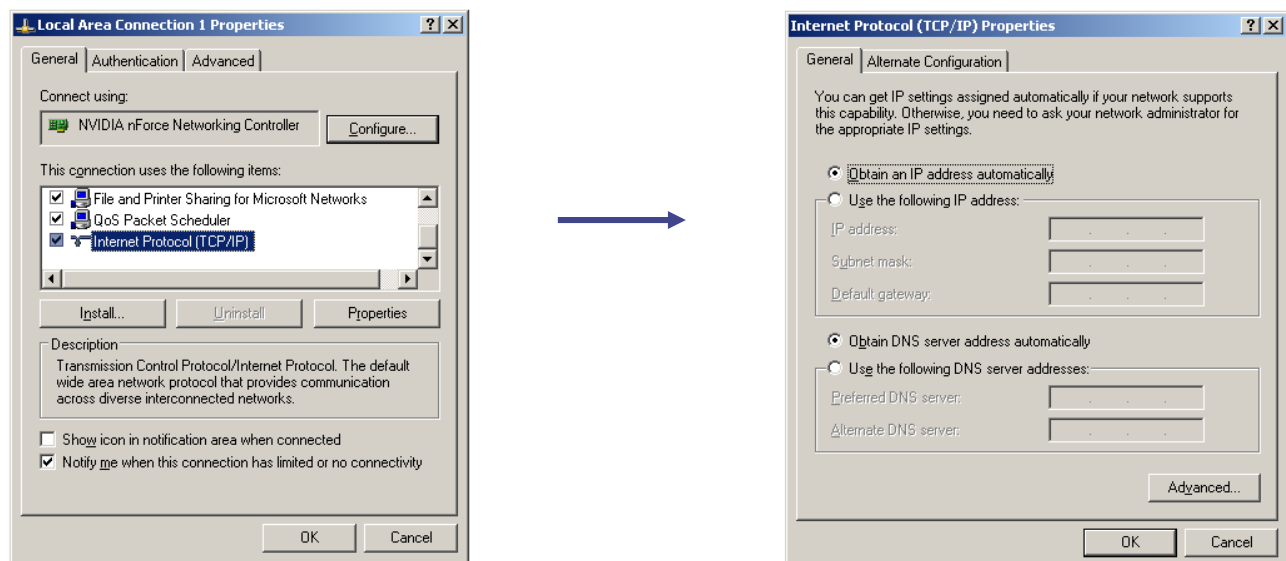 Local Area Connection 1 Properties
General
Authentication
Advanced
Connect using:
NVIDIA nForce Networking Controller
Configure...
This connection uses the following items:
File and Printer Sharing for Microsoft Networks
QoS Packet Scheduler
Internet Protocol (TCP/IP)
Install...
Uninstall
Properties
Description
Transmission Control Protocol/Internet Protocol. The default
wide area network protocol that provides communication
across diverse interconnected networks.
Show icon in notification area when connected
Notify me when this connection has limited or no connectivity
OK
Cancel
Internet Protocol (TCP/IP) Properties
General
Alternate Configuration
You can get IP settings assigned automatically if your network supports
this capability. Otherwise, you need to ask your network administrator for
the appropriate IP settings.
Obtain an IP address automatically
Use the following IP address:
IP address:
Subnet mask:
Default gateway:
Obtain DNS server address automatically
Use the following DNS server addresses:
Preferred DNS server:
Alternate DNS server:
Advanced...
OK
Cancel